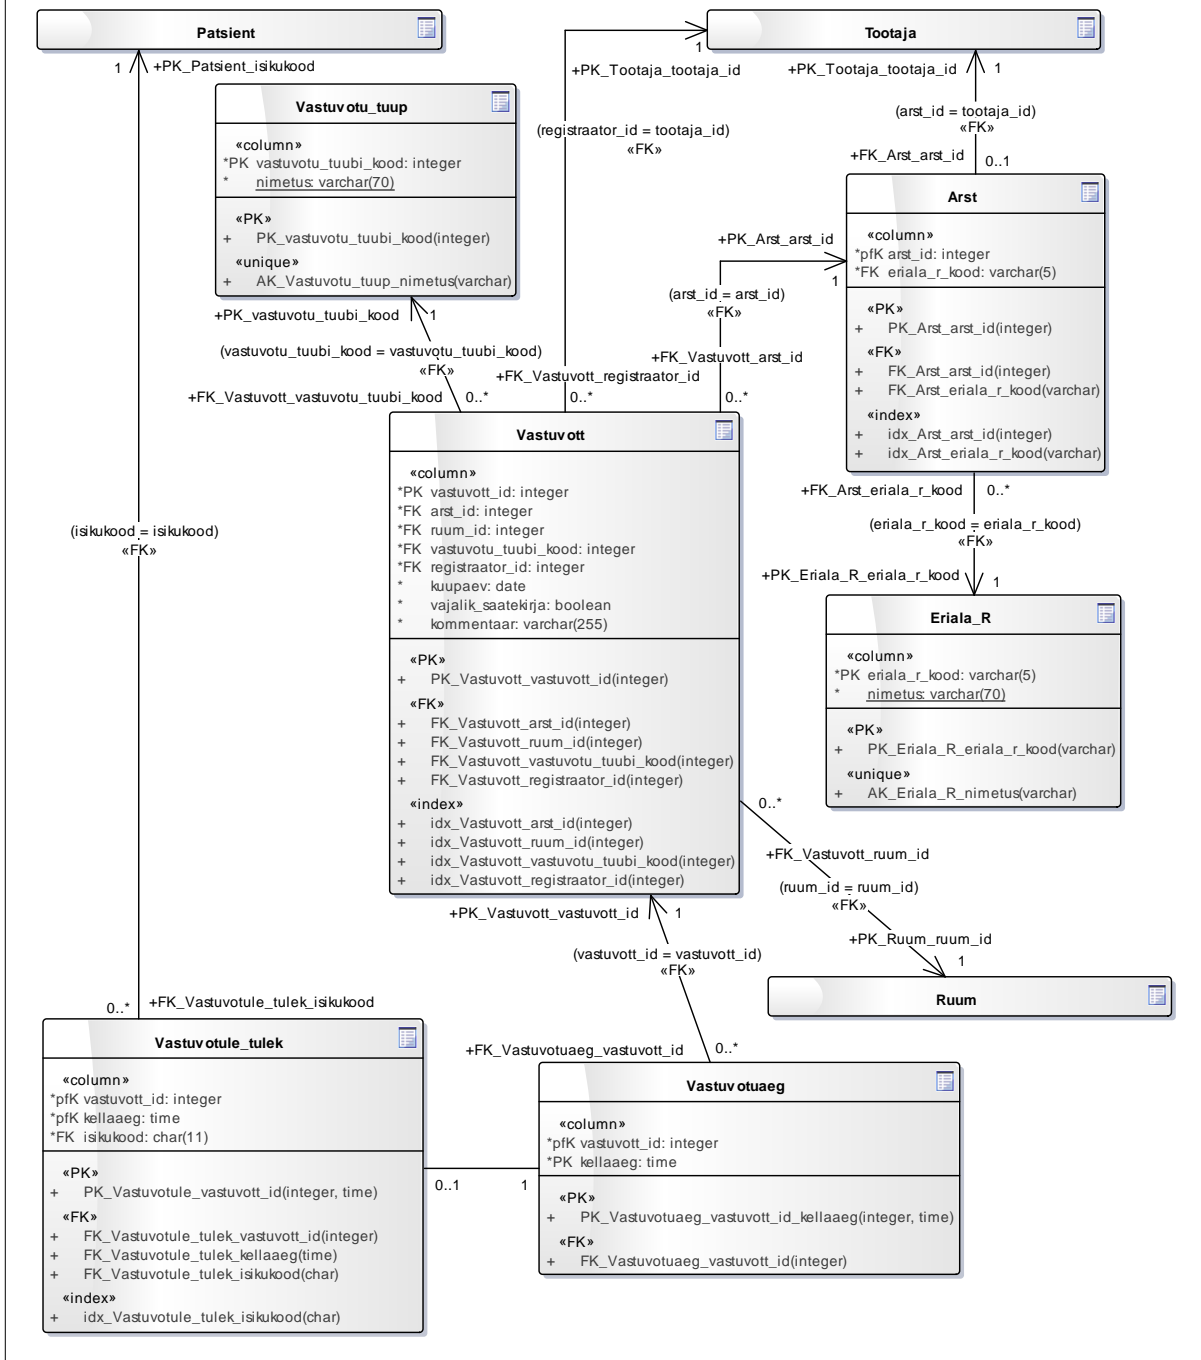 Patsient
Tootaja
1
+PK_Patsient_isikukood
1
+PK_Tootaja_tootaja_id
+PK_Tootaja_tootaja_id
1
(registraator_id = tootaja_id)
«FK»
(arst_id = tootaja_id)
«FK»
+FK_Arst_arst_id
0..1
Vastuvotu_tuup
«column»
*PK vastuvotu_tuubi_kood: integer
* nimetus: varchar(70)
«PK»
+ PK_vastuvotu_tuubi_kood(integer)
«unique»
+ AK_Vastuvotu_tuup_nimetus(varchar)
+PK_vastuvotu_tuubi_kood
1
(vastuvotu_tuubi_kood = vastuvotu_tuubi_kood)
«FK»
+FK_Vastuvott_vastuvotu_tuubi_kood
0..*
+FK_Vastuvott_registraator_id
0..*
+PK_Arst_arst_id
1
(arst_id = arst_id)
«FK»
+FK_Vastuvott_arst_id
0..*
Arst
«column»
*pfK arst_id: integer
*FK eriala_r_kood: varchar(5)
«PK»
+ PK_Arst_arst_id(integer)
«FK»
+ FK_Arst_arst_id(integer)
+ FK_Arst_eriala_r_kood(varchar)
«index»
+ idx_Arst_arst_id(integer)
+ idx_Arst_eriala_r_kood(varchar)
+FK_Arst_eriala_r_kood
0..*
(eriala_r_kood = eriala_r_kood)
«FK»
+PK_Eriala_R_eriala_r_kood
1
Vastuvott
«column»
*PK vastuvott_id: integer
*FK arst_id: integer
*FK ruum_id: integer
*FK vastuvotu_tuubi_kood: integer
*FK registraator_id: integer
* kuupaev: date
* vajalik_saatekirja: boolean
* kommentaar: varchar(255)
«PK»
+ PK_Vastuvott_vastuvott_id(integer)
«FK»
+ FK_Vastuvott_arst_id(integer)
+ FK_Vastuvott_ruum_id(integer)
+ FK_Vastuvott_vastuvotu_tuubi_kood(integer)
+ FK_Vastuvott_registraator_id(integer)
«index»
+ idx_Vastuvott_arst_id(integer)
+ idx_Vastuvott_ruum_id(integer)
+ idx_Vastuvott_vastuvotu_tuubi_kood(integer)
+ idx_Vastuvott_registraator_id(integer)
(isikukood = isikukood)
«FK»
Eriala_R
«column»
*PK eriala_r_kood: varchar(5)
* nimetus: varchar(70)
«PK»
+ PK_Eriala_R_eriala_r_kood(varchar)
«unique»
+ AK_Eriala_R_nimetus(varchar)
0..*
+FK_Vastuvott_ruum_id
(ruum_id = ruum_id)
«FK»
+PK_Ruum_ruum_id
1
Ruum
+PK_Vastuvott_vastuvott_id
1
(vastuvott_id = vastuvott_id)
«FK»
+FK_Vastuvotuaeg_vastuvott_id
0..*
0..*
+FK_Vastuvotule_tulek_isikukood
Vastuvotule_tulek
«column»
*pfK vastuvott_id: integer
*pfK kellaaeg: time
*FK isikukood: char(11)
«PK»
+ PK_Vastuvotule_vastuvott_id(integer, time)
«FK»
+ FK_Vastuvotule_tulek_vastuvott_id(integer)
+ FK_Vastuvotule_tulek_kellaaeg(time)
+ FK_Vastuvotule_tulek_isikukood(char)
«index»
+ idx_Vastuvotule_tulek_isikukood(char)
0..1
1
Vastuvotuaeg
«column»
*pfK vastuvott_id: integer
*PK kellaaeg: time
«PK»
+ PK_Vastuvotuaeg_vastuvott_id_kellaaeg(integer, time)
«FK»
+ FK_Vastuvotuaeg_vastuvott_id(integer)